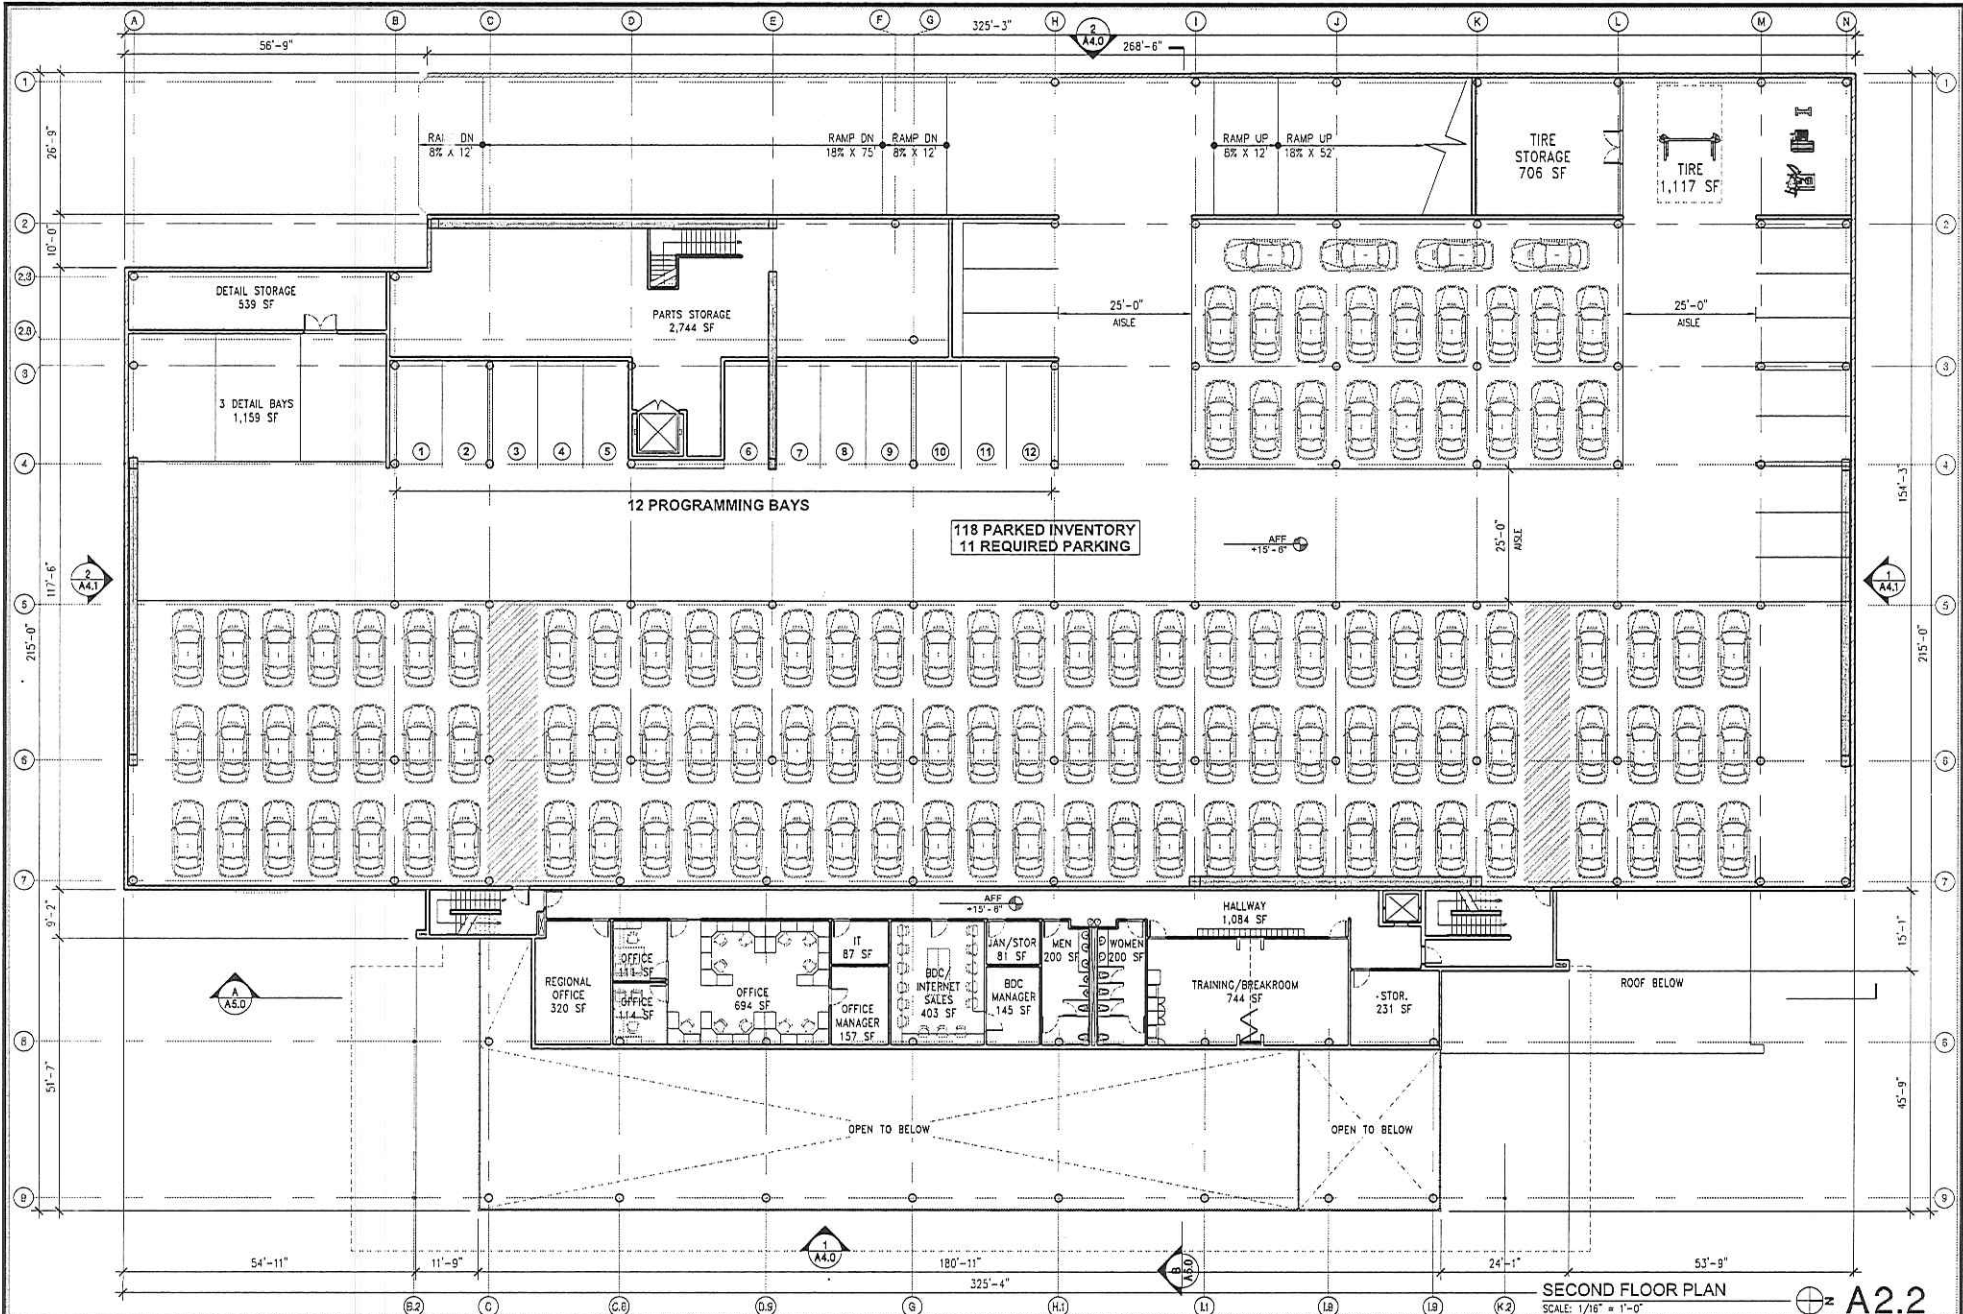 A B C D E F G H I J K L M N
325'-3"
2
A4.0
56'-9"
268'-6"
1
1
26'-9"
RAMP DN
18% X 75'
RAMP DN
8% X 12'
DN
8% X 12'
RAMP UP
RAMP UP
18% X 52'
TIRE
STORAGE
706 SF
TIRE
1,117 SF
2
2
10'-0"
2.3
DETAIL STORAGE
539 SF
PARTS STORAGE
2,744 SF
25'-0"
AISLE
25'-0"
AISLE
3
3
3 DETAIL BAYS
1,159 SF
1 2 3 4 5 6 7 8 9 10 11 12
4
4
154'-3"
12 PROGRAMMING BAYS
118 PARKED INVENTORY
11 REQUIRED PARKING
AFF
+15'-6"
25'-0"
AISLE
2
A4.1
117'-6"
1
A4.1
5
5
215'-0"
215'-0"
6
6
7
7
9'-2"
AFF
+15'-6"
HALLWAY
1,084 SF
15'-1"
REGIONAL
OFFICE
320 SF
OFFICE
111 SF
OFFICE
114 SF
OFFICE
694 SF
IT
87 SF
OFFICE
MANAGER
157 SF
BDC/
INTERNET
SALES
403 SF
JAN/STOR
81 SF
BDC
MANAGER
145 SF
MEN
200 SF
WOMEN
200 SF
TRAINING/BREAKROOM
744 SF
STOR.
231 SF
ROOF BELOW
A
A5.0
8
51'-7"
45'-9"
OPEN TO BELOW
OPEN TO BELOW
9
9
1
A4.0
B
A5.0
54'-11"
11'-9"
180'-11"
24'-1"
53'-9"
325'-4"
B.2 C C.8 D.9 G H.1 I.1 I.8 K.2
SECOND FLOOR PLAN
SCALE: 1/16" = 1'-0"
N
A2.2